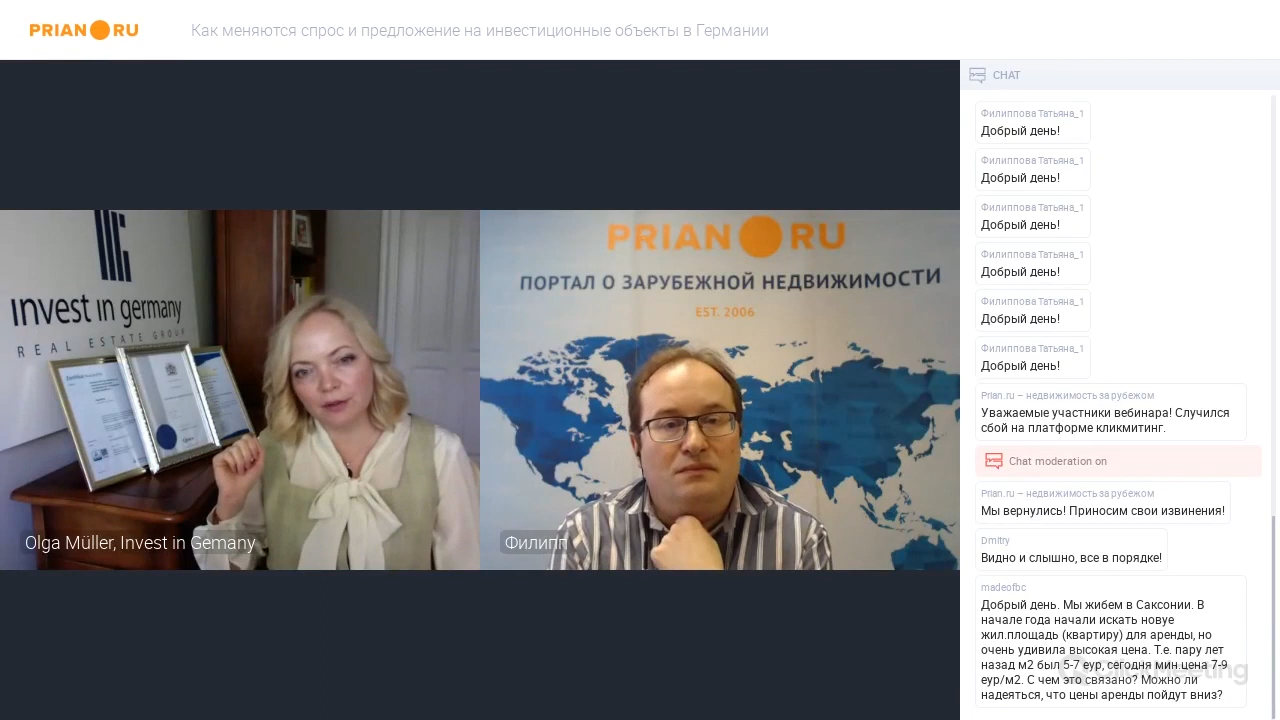 PRIAN RU
Как меняются спрос и предложение на инвестиционные объекты в Германии
CHAT
invest in germany
REAL ESTATE GROUP
Olga Müller, Invest in Gemany
PRIAN RU
ПОРТАЛ О ЗАРУБЕЖНОЙ НЕДВИЖИМОСТИ
EST. 2006
Филипп
Филиппова Татьяна_1
Добрый день!
Филиппова Татьяна_1
Добрый день!
Филиппова Татьяна_1
Добрый день!
Филиппова Татьяна_1
Добрый день!
Филиппова Татьяна_1
Добрый день!
Филиппова Татьяна_1
Добрый день!
Prian.ru – недвижимость за рубежом
Уважаемые участники вебинара! Случился
сбой на платформе кликмитинг.
Chat moderation on
Prian.ru – недвижимость за рубежом
Мы вернулись! Приносим свои извинения!
Dmitry
Видно и слышно, все в порядке!
madeofbc
Добрый день. Мы жибем в Саксонии. В
начале года начали искать новуе
жил.площадь (квартиру) для аренды, но
очень удивила высокая цена. Т.е. пару лет
назад м2 был 5-7 еур, сегодня мин.цена 7-9
еур/м2. С чем это связано? Можно ли
надеяться, что цены аренды пойдут вниз?
ClickMeeting